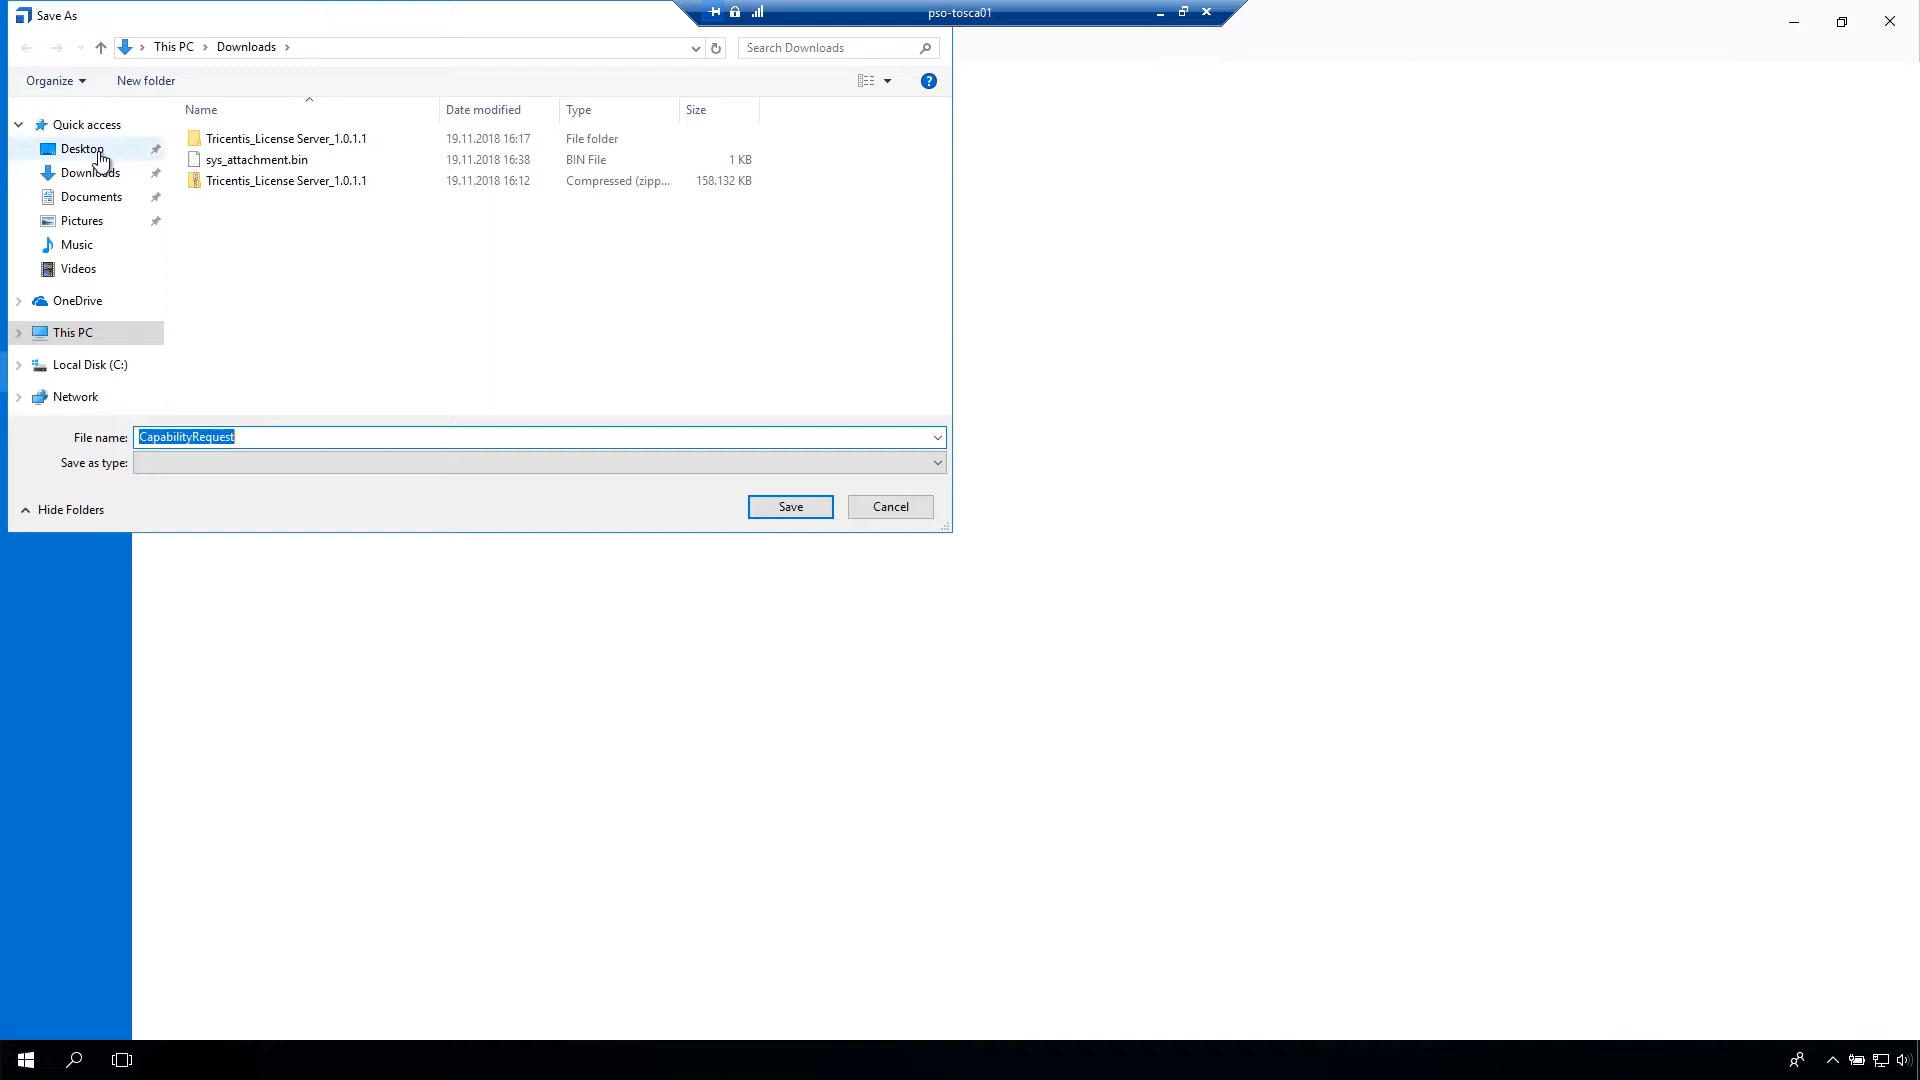 Save As
pso-tosca01
This PC
Downloads
Search Downloads
Organize
New folder
Name
Date modified
Type
Size
Quick access
Desktop
Downloads
Documents
Pictures
Music
Videos
OneDrive
This PC
Local Disk (C:)
Network
Tricentis_License Server_1.0.1.1 19.11.2018 16:17 File folder
sys_attachment.bin 19.11.2018 16:38 BIN File 1 KB
Tricentis_License Server_1.0.1.1 19.11.2018 16:12 Compressed (zipp... 158.132 KB
File name: CapabilityRequest
Save as type:
Hide Folders
Save
Cancel